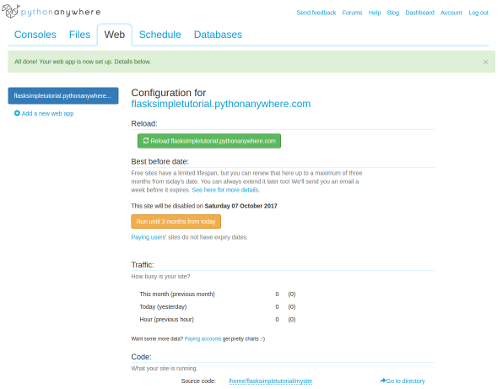 pythonanywhere
Send feedback Forums Help Blog Dashboard Account Log out
Consoles Files Web Schedule Databases
All done! Your web app is now set up. Details below. ×
flasksimpletutorial.pythonanywhere...
Add a new web app
Configuration for
flasksimpletutorial.pythonanywhere.com
Reload:
Reload flasksimpletutorial.pythonanywhere.com
Best before date:
Free sites have a limited lifespan, but you can renew that here up to a maximum of three
months from today's date. You can always extend it later too! We'll send you an email a
week before it expires. See here for more details.
This site will be disabled on Saturday 07 October 2017
Run until 3 months from today
Paying users' sites do not have expiry dates.
Traffic:
How busy is your site?
This month (previous month) 0 (0)
Today (yesterday) 0 (0)
Hour (previous hour) 0 (0)
Want some more data? Paying accounts get pretty charts ;-)
Code:
What your site is running.
Source code: /home/flasksimpletutorial/mysite Go to directory